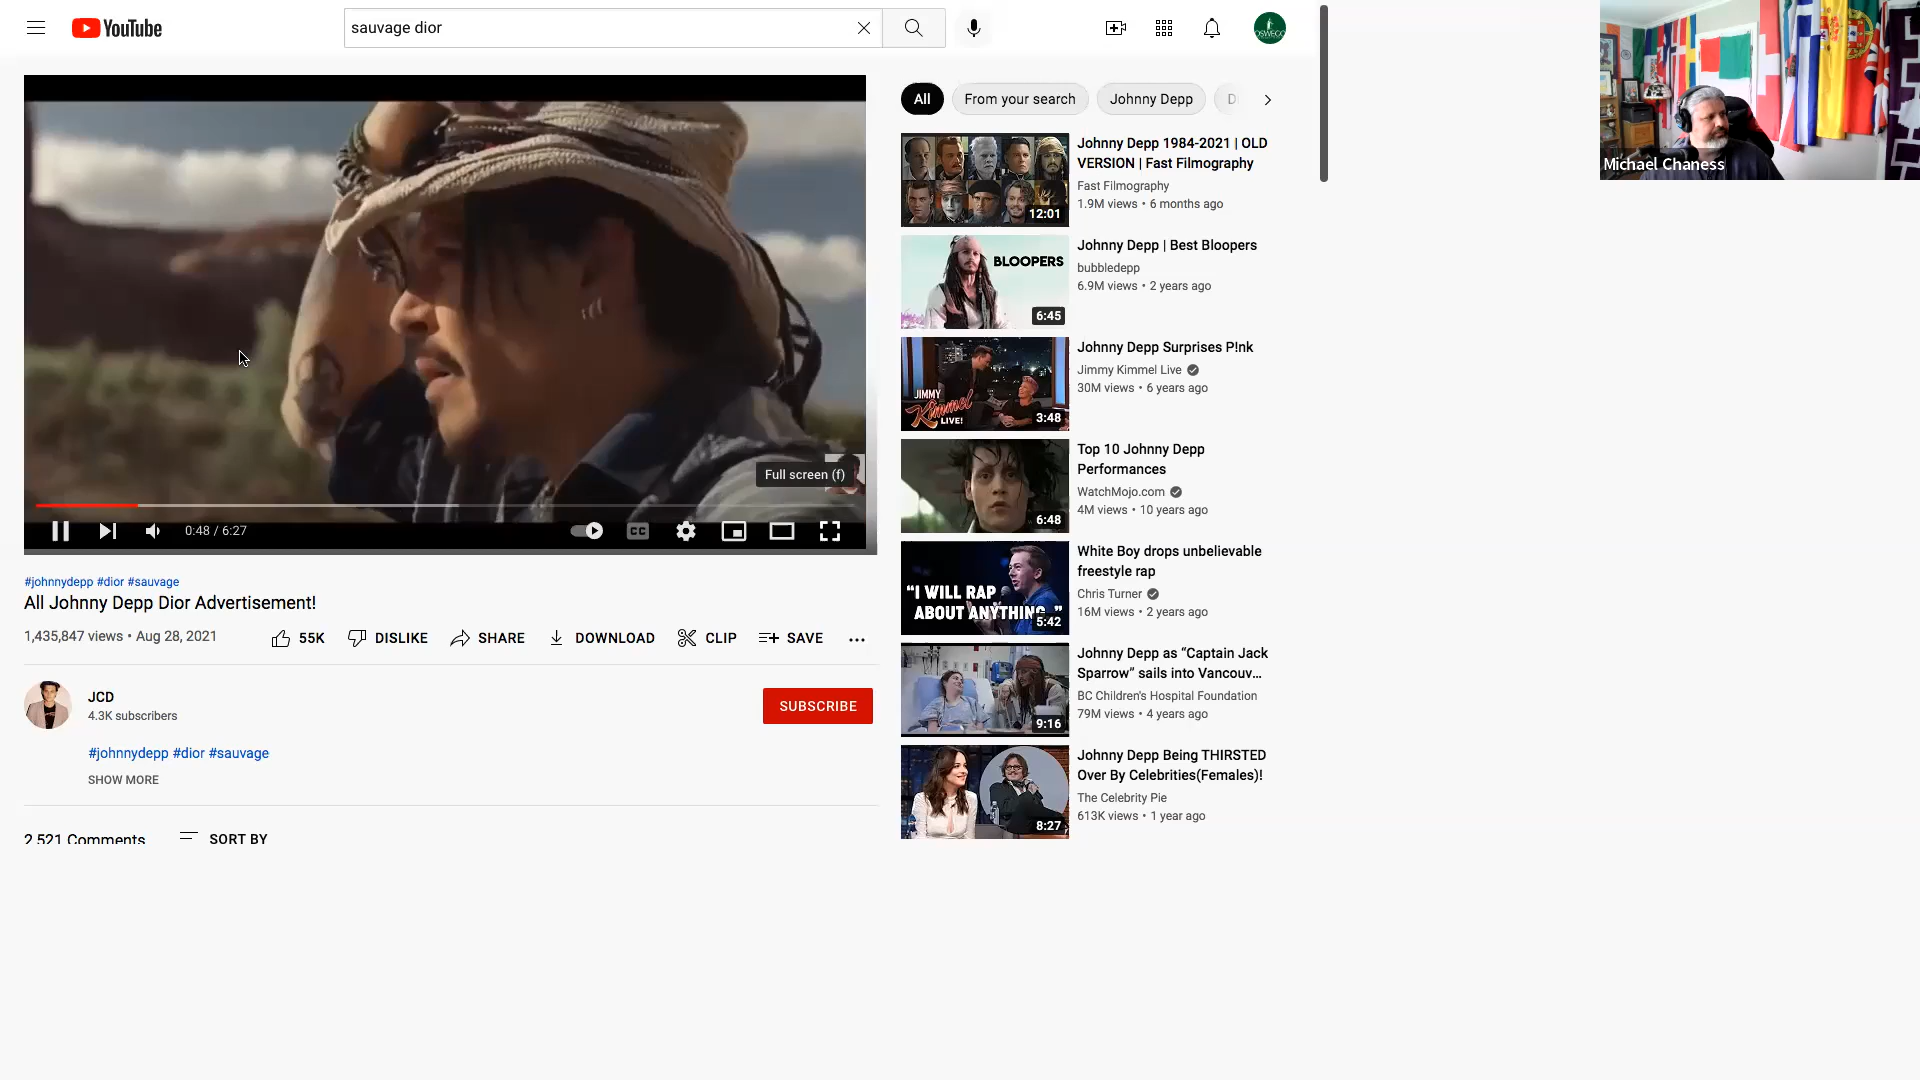 YouTube
sauvage dior
OSWEGO
Michael Chaness
All
From your search
Johnny Depp
D
Full screen (f)
0:48 / 6:27
CC
#johnnydepp #dior #sauvage
All Johnny Depp Dior Advertisement!
1,435,847 views • Aug 28, 2021
55K
DISLIKE
SHARE
DOWNLOAD
CLIP
SAVE
JCD
4.3K subscribers
SUBSCRIBE
#johnnydepp #dior #sauvage
SHOW MORE
2,521 Comments
SORT BY
12:01
Johnny Depp 1984-2021 | OLD
VERSION | Fast Filmography
Fast Filmography
1.9M views • 6 months ago
BLOOPERS
6:45
Johnny Depp | Best Bloopers
bubbledepp
6.9M views • 2 years ago
JIMMY
Kimmel
LIVE!
3:48
Johnny Depp Surprises P!nk
Jimmy Kimmel Live
30M views • 6 years ago
6:48
Top 10 Johnny Depp
Performances
WatchMojo.com
4M views • 10 years ago
“I WILL RAP
ABOUT ANYTHING...”
5:42
White Boy drops unbelievable
freestyle rap
Chris Turner
16M views • 2 years ago
9:16
Johnny Depp as “Captain Jack
Sparrow” sails into Vancouv...
BC Children's Hospital Foundation
79M views • 4 years ago
8:27
Johnny Depp Being THIRSTED
Over By Celebrities(Females)!
The Celebrity Pie
613K views • 1 year ago